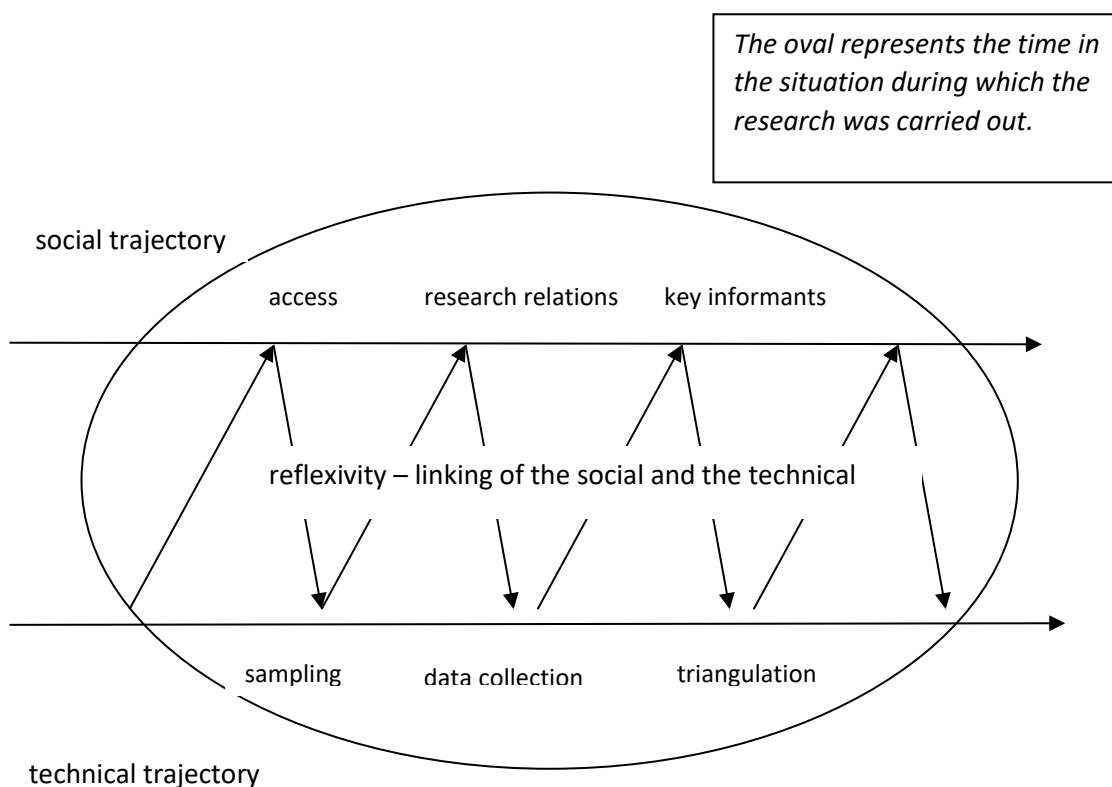 The oval represents the time in
the situation during which the
research was carried out.
social trajectory
access
research relations
key informants
reflexivity – linking of the social and the technical
sampling
data collection
triangulation
technical trajectory